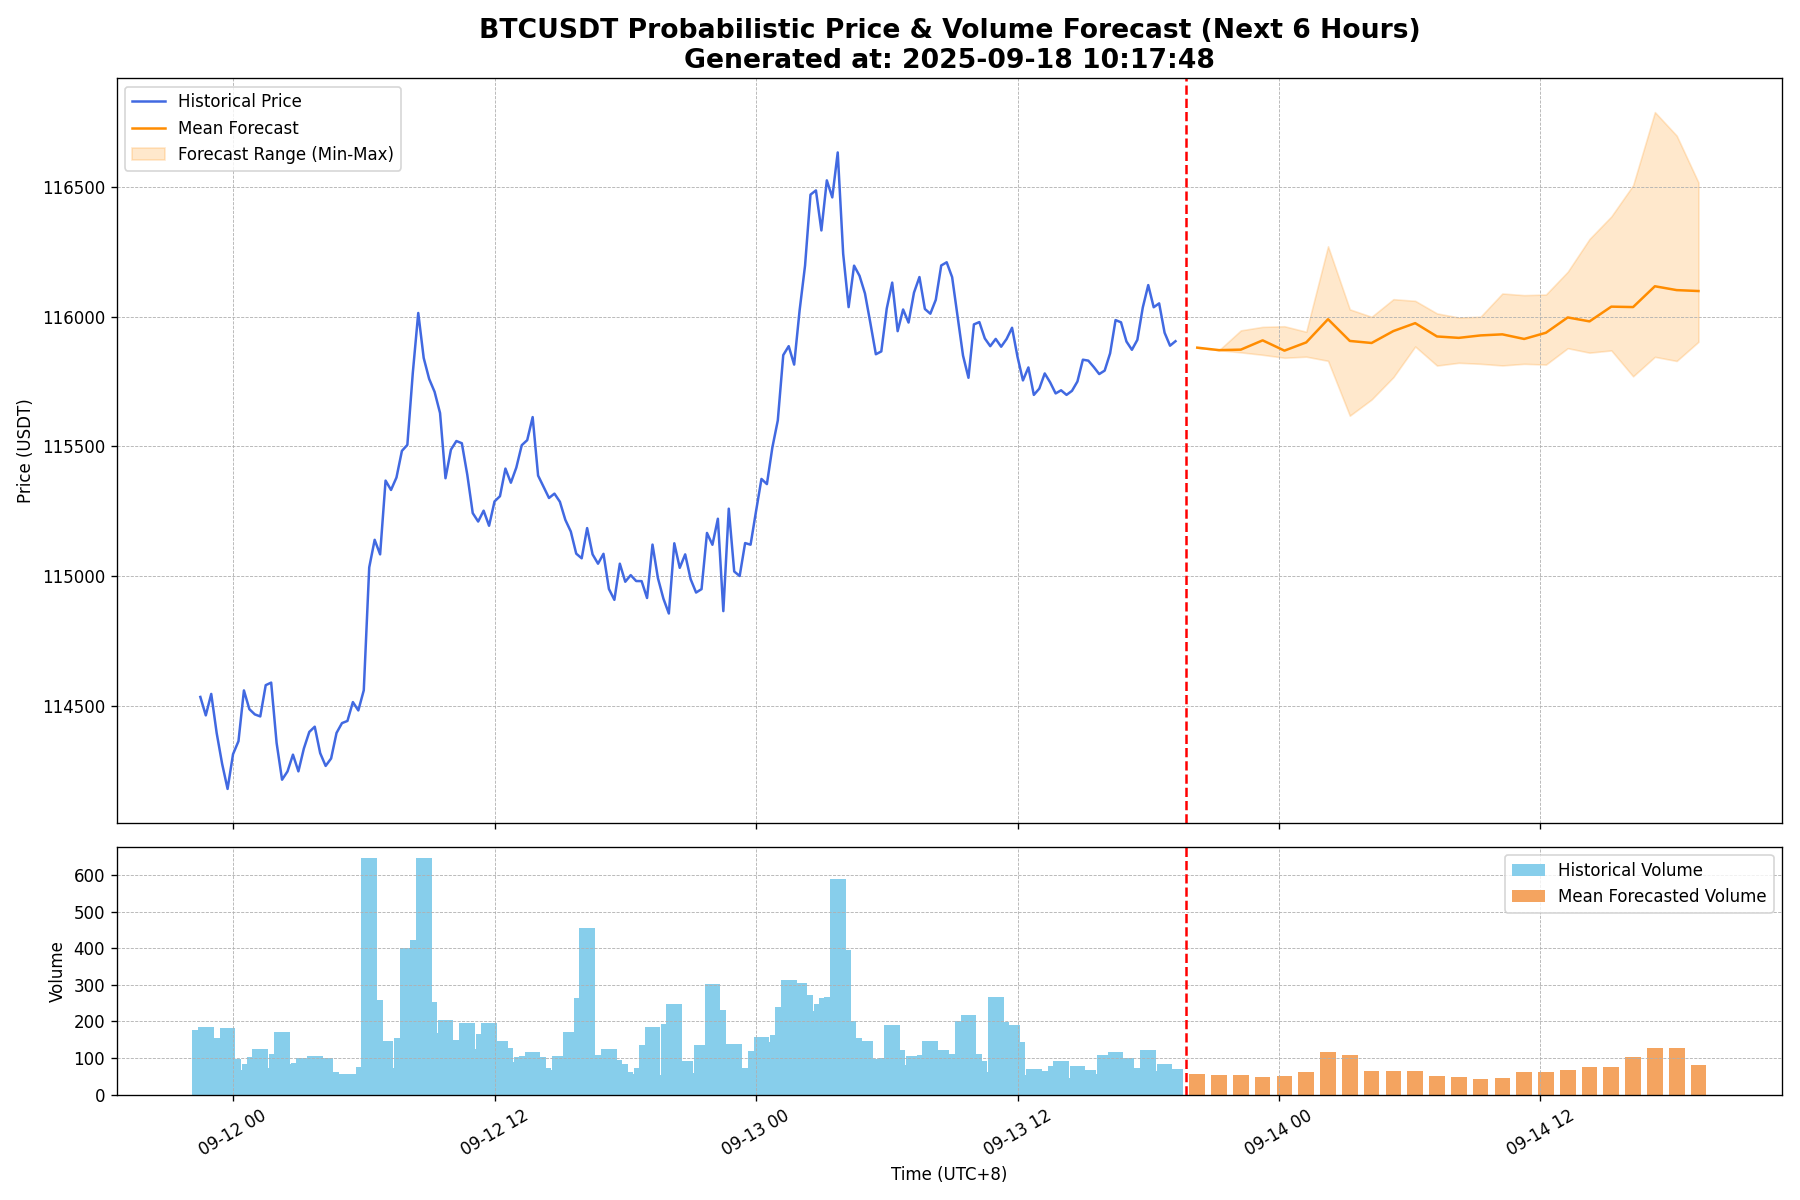 BTCUSDT Probabilistic Price & Volume Forecast (Next 6 Hours)
Generated at: 2025-09-18 10:17:48
Historical Price
Mean Forecast
Forecast Range (Min-Max)
Price (USDT)
116500
116000
115500
115000
114500
Historical Volume
Mean Forecasted Volume
Volume
600
500
400
300
200
100
0
09-12 00
09-12 12
09-13 00
09-13 12
09-14 00
09-14 12
Time (UTC+8)